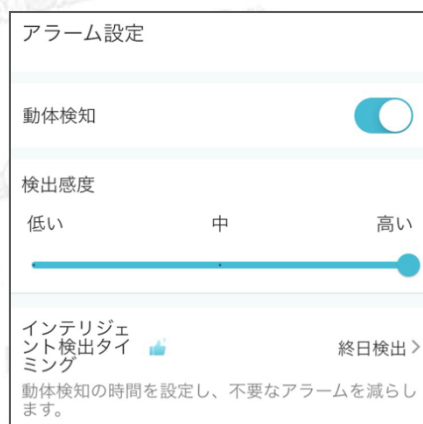 アラーム設定
動体検知
検出感度
低い 中 高い
インテリジェ
ント検出タイ
ミング
終日検出 >
動体検知の時間を設定し、不要なアラームを減らし
ます。